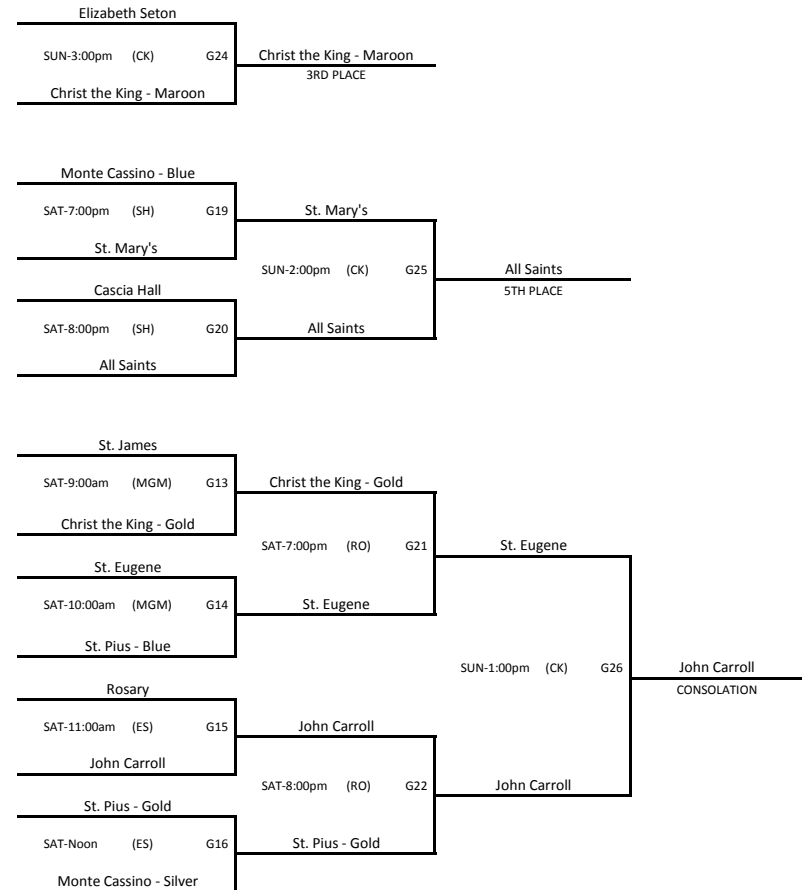 Elizabeth Seton
SUN-3:00pm (CK) G24 Christ the King - Maroon
3RD PLACE
Christ the King - Maroon
Monte Cassino - Blue
SAT-7:00pm (SH) G19 St. Mary's
St. Mary's
SUN-2:00pm (CK) G25 All Saints
Cascia Hall
5TH PLACE
SAT-8:00pm (SH) G20 All Saints
All Saints
St. James
SAT-9:00am (MGM) G13 Christ the King - Gold
Christ the King - Gold
SAT-7:00pm (RO) G21 St. Eugene
St. Eugene
SAT-10:00am (MGM) G14 St. Eugene
St. Pius - Blue
SUN-1:00pm (CK) G26 John Carroll
Rosary
CONSOLATION
SAT-11:00am (ES) G15 John Carroll
John Carroll
SAT-8:00pm (RO) G22 John Carroll
St. Pius - Gold
SAT-Noon (ES) G16 St. Pius - Gold
Monte Cassino - Silver